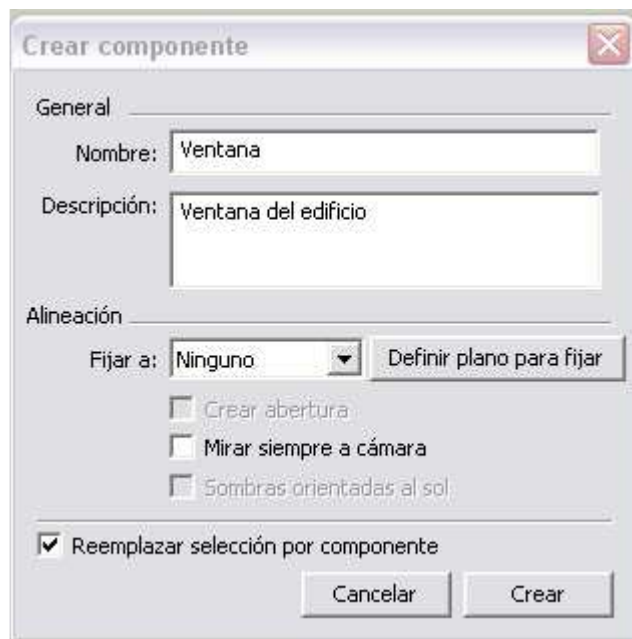 Crear componente
General
Nombre: Ventana
Descripción: Ventana del edificio
Alineación
Fijar a: Ninguno Definir plano para fijar
Crear abertura
Mirar siempre a cámara
Sombras orientadas al sol
Reemplazar selección por componente
Cancelar Crear